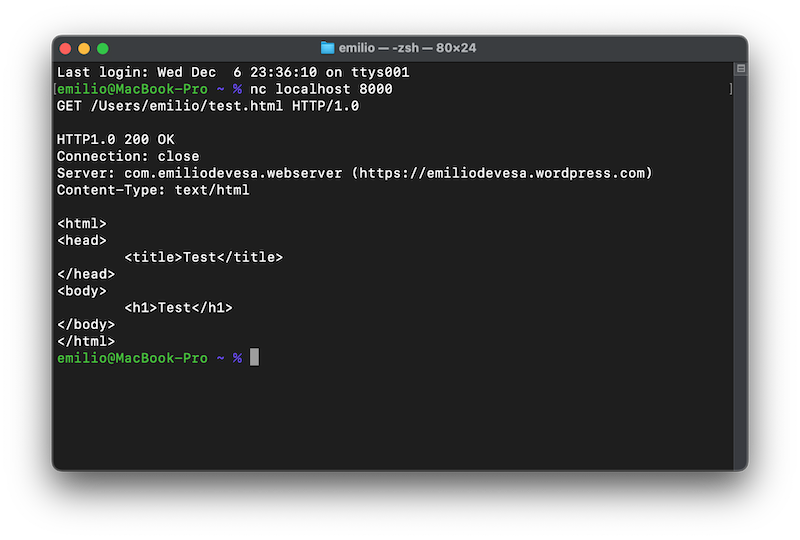 emilio — -zsh — 80×24
Last login: Wed Dec  6 23:36:10 on ttys001
[emilio@MacBook-Pro ~ % nc localhost 8000 ]
GET /Users/emilio/test.html HTTP/1.0

HTTP1.0 200 OK
Connection: close
Server: com.emiliodevesa.webserver (https://emiliodevesa.wordpress.com)
Content-Type: text/html

<html>
<head>
        <title>Test</title>
</head>
<body>
        <h1>Test</h1>
</body>
</html>
emilio@MacBook-Pro ~ %